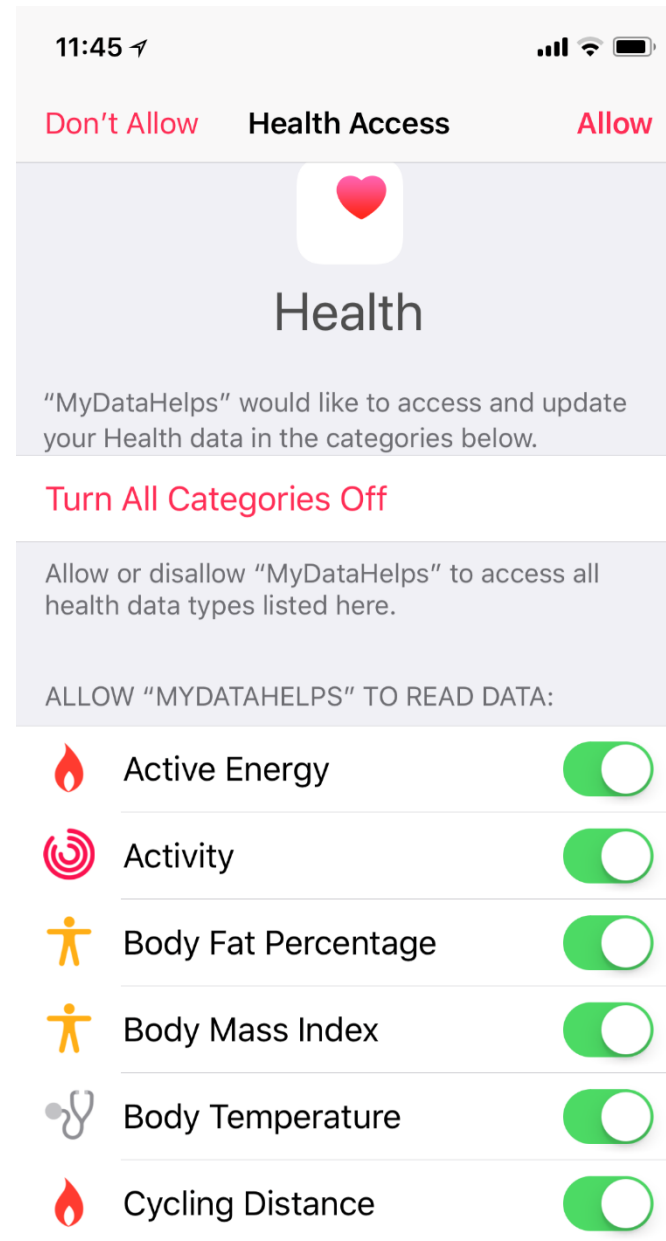 11:45
Don’t Allow Health Access Allow
Health
“MyDataHelps” would like to access and update
your Health data in the categories below.
Turn All Categories Off
Allow or disallow “MyDataHelps” to access all
health data types listed here.
ALLOW “MYDATAHELPS” TO READ DATA:
Active Energy
Activity
Body Fat Percentage
Body Mass Index
Body Temperature
Cycling Distance